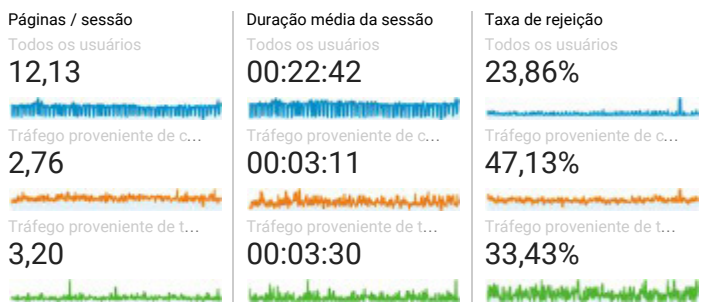 Páginas / sessão
Todos os usuários
12,13
Tráfego proveniente de c...
2,76
Tráfego proveniente de t...
3,20
Duração média da sessão
Todos os usuários
00:22:42
Tráfego proveniente de c...
00:03:11
Tráfego proveniente de t...
00:03:30
Taxa de rejeição
Todos os usuários
23,86%
Tráfego proveniente de c...
47,13%
Tráfego proveniente de t...
33,43%